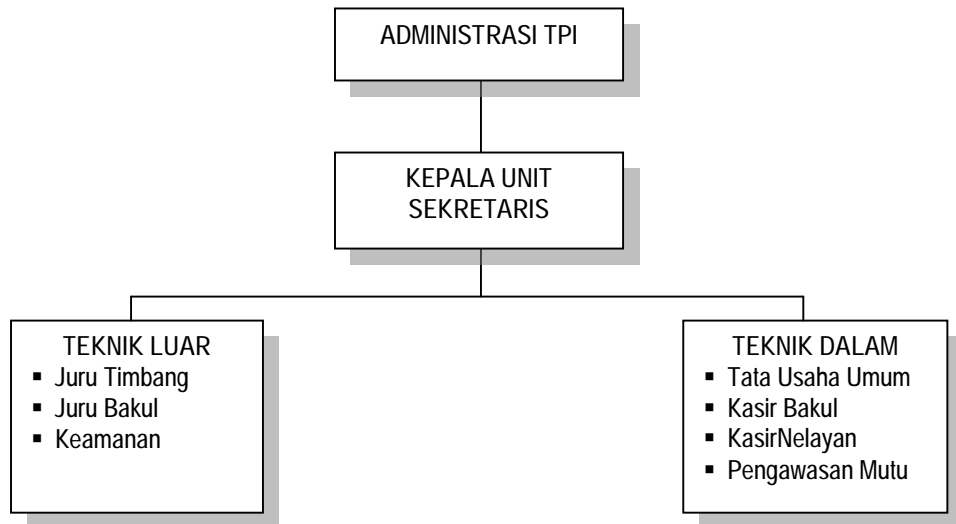 ADMINISTRASI TPI
KEPALA UNIT
SEKRETARIS
TEKNIK LUAR
▪ Juru Timbang
▪ Juru Bakul
▪ Keamanan
TEKNIK DALAM
▪ Tata Usaha Umum
▪ Kasir Bakul
▪ KasirNelayan
▪ Pengawasan Mutu